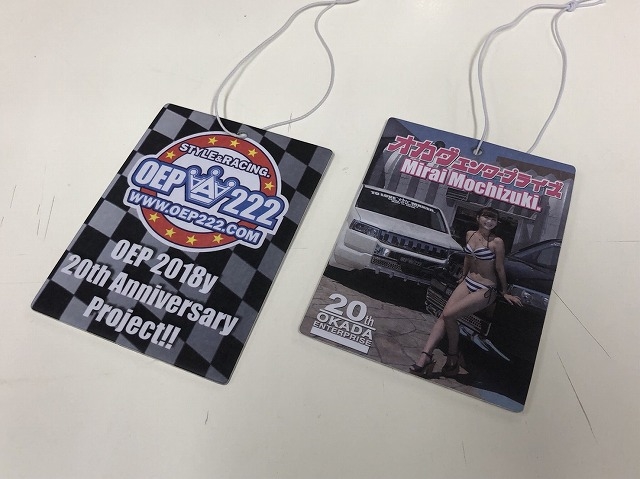 STYLE&RACING.
OEP 222
WWW.OEP222.COM
OEP 2018y
20th Anniversary
Project!!
オカダエンタープライズ
Mirai Mochizuki.
20th
OKADA
ENTERPRISE